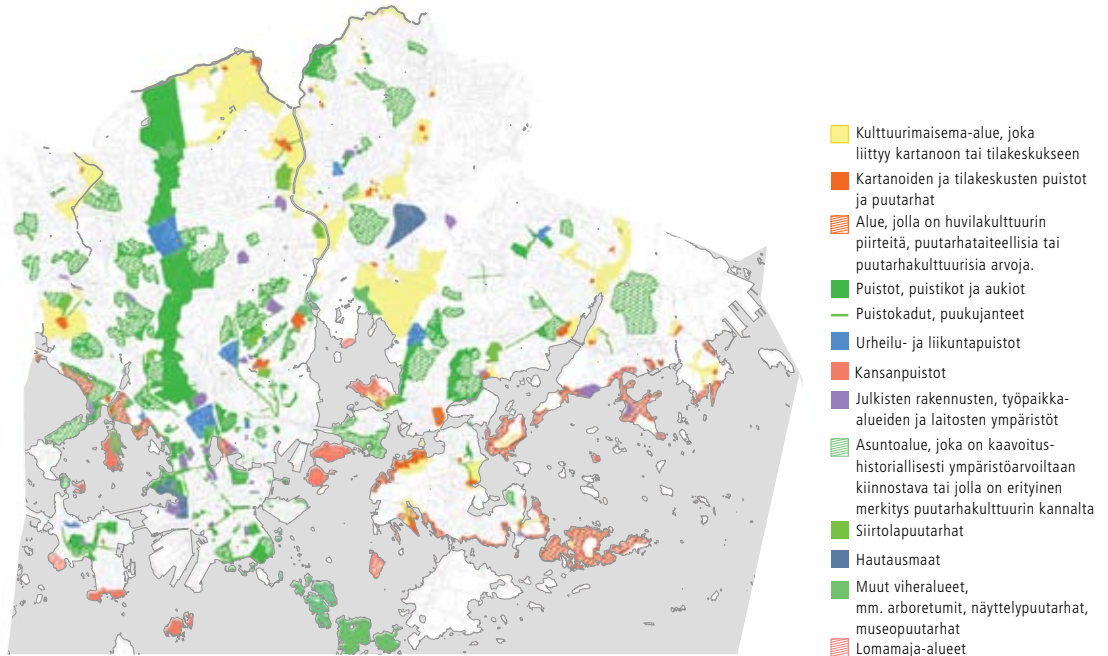 Kulttuurimaisema-alue, joka
liittyy kartanoon tai tilakeskukseen
Kartanoiden ja tilakeskusten puistot
ja puutarhat
Alue, jolla on huvilakulttuurin
piirteitä, puutarhataiteellisia tai
puutarhakulttuurisia arvoja.
Puistot, puistikot ja aukiot
Puistokadut, puukujanteet
Urheilu- ja liikuntapuistot
Kansanpuistot
Julkisten rakennusten, työpaikka-
alueiden ja laitosten ympäristöt
Asuntoalue, joka on kaavoitus-
historiallisesti ympäristöarvoiltaan
kiinnostava tai jolla on erityinen
merkitys puutarhakulttuurin kannalta
Siirtolapuutarhat
Hautausmaat
Muut viheralueet,
mm. arboretumit, näyttelypuutarhat,
museopuutarhat
Lomamaja-alueet